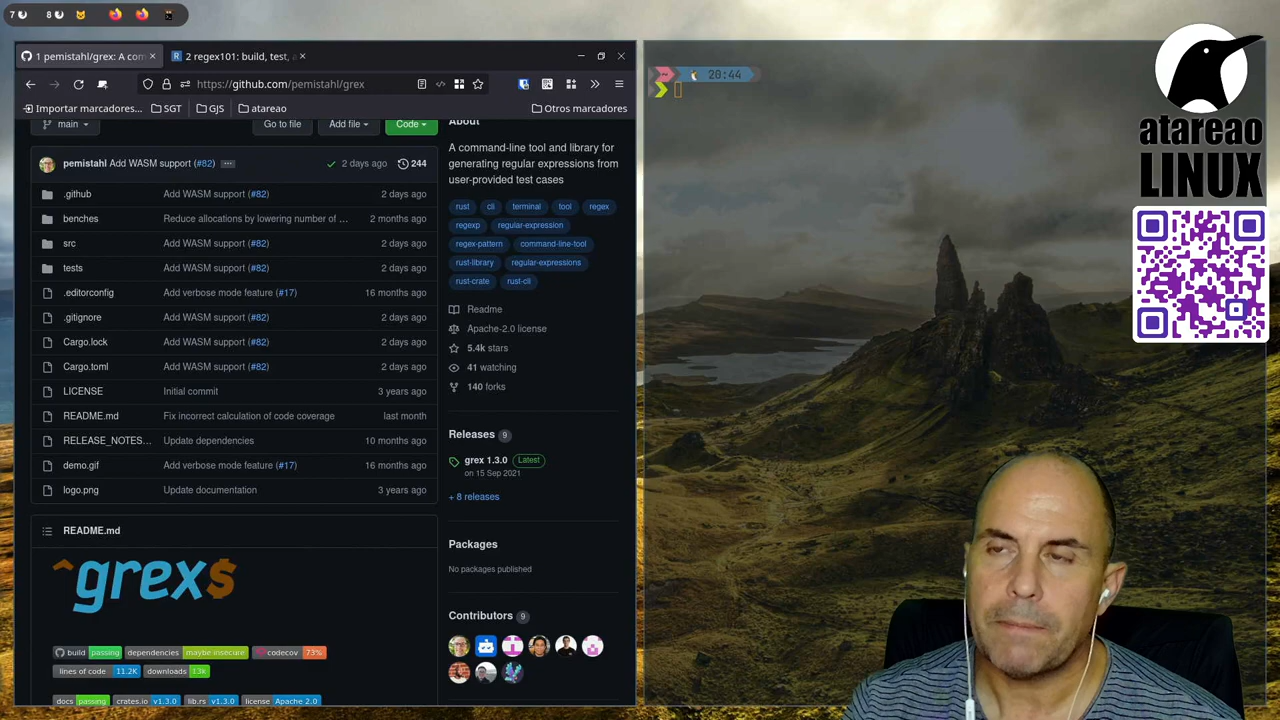 7 8
1 pemistahl/grex: A com
2 regex101: build, test,
https://github.com/pemistahl/grex
Importar marcadores...
SGT
GJS
atareao
Otros marcadores
main
Go to file
Add file
Code
pemistahl Add WASM support (#82) ...
2 days ago
244
.github
Add WASM support (#82)
2 days ago
benches
Reduce allocations by lowering number of ...
2 months ago
src
Add WASM support (#82)
2 days ago
tests
Add WASM support (#82)
2 days ago
.editorconfig
Add verbose mode feature (#17)
16 months ago
.gitignore
Add WASM support (#82)
2 days ago
Cargo.lock
Add WASM support (#82)
2 days ago
Cargo.toml
Add WASM support (#82)
2 days ago
LICENSE
Initial commit
3 years ago
README.md
Fix incorrect calculation of code coverage
last month
RELEASE_NOTES...
Update dependencies
10 months ago
demo.gif
Add verbose mode feature (#17)
16 months ago
logo.png
Update documentation
3 years ago
README.md
^grex$
build passing
dependencies maybe insecure
codecov 73%
lines of code 11.2K
downloads 13k
docs passing
crates.io v1.3.0
lib.rs v1.3.0
license Apache 2.0
About
A command-line tool and library for
generating regular expressions from
user-provided test cases
rust cli terminal tool regex
regexp regular-expression
regex-pattern command-line-tool
rust-library regular-expressions
rust-crate rust-cli
Readme
Apache-2.0 license
5.4k stars
41 watching
140 forks
Releases 9
grex 1.3.0 Latest
on 15 Sep 2021
+ 8 releases
Packages
No packages published
Contributors 9
20:44
atareao
LINUX